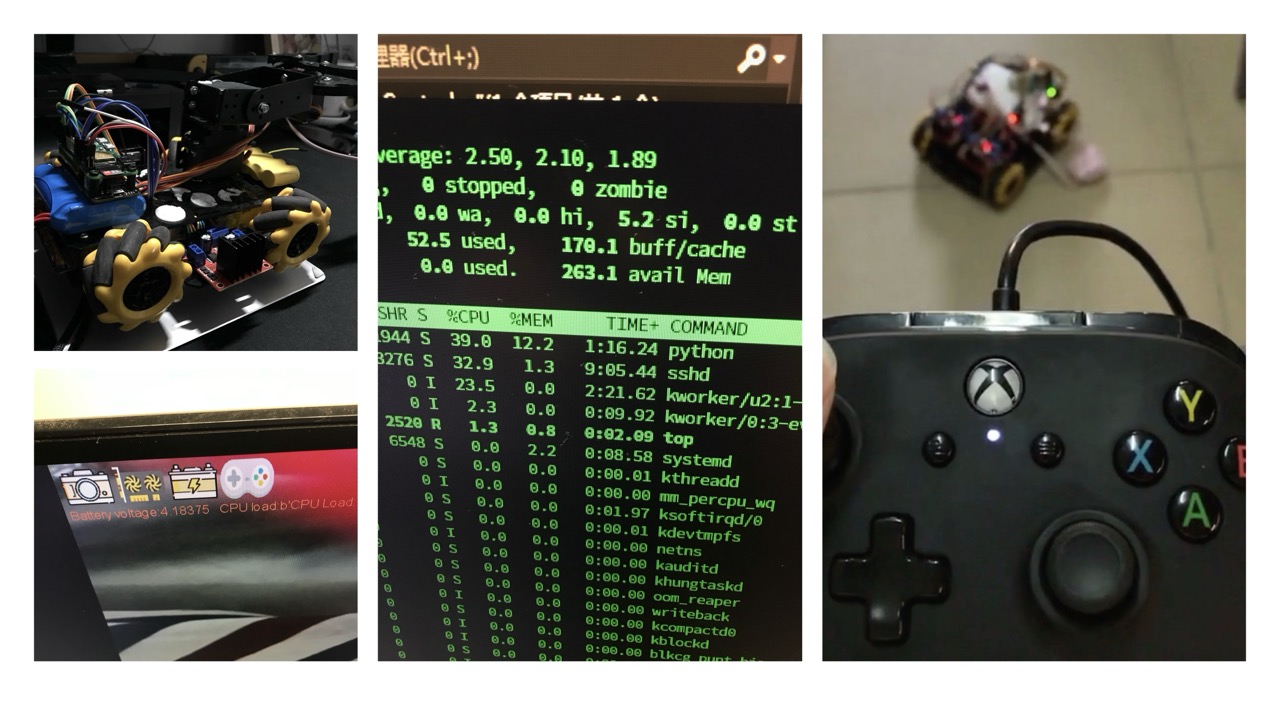 Battery voltage:4.18375 CPU load:b'CPU Load:
器(Ctrl+;)
verage: 2.50, 2.10, 1.89
, 0 stopped, 0 zombie
, 0.0 wa, 0.0 hi, 5.2 si, 0.0 st
52.5 used, 170.1 buff/cache
0.0 used. 263.1 avail Mem
SHR S %CPU %MEM TIME+ COMMAND
1944 S 39.0 12.2 1:16.24 python
3276 S 32.9 1.3 9:05.44 sshd
0 I 23.5 0.0 2:21.62 kworker/u2:1-
0 I 2.3 0.0 0:09.92 kworker/0:3-ev
2520 R 1.3 0.8 0:02.09 top
6548 S 0.0 2.2 0:08.58 systemd
0 S 0.0 0.0 0:00.01 kthreadd
0 I 0.0 0.0 0:00.00 mm_percpu_wq
0 S 0.0 0.0 0:01.97 ksoftirqd/0
0 S 0.0 0.0 0:00.01 kdevtmpfs
0 I 0.0 0.0 0:00.00 netns
0 S 0.0 0.0 0:00.00 kauditd
0 S 0.0 0.0 0:00.00 khungtaskd
0 S 0.0 0.0 0:00.00 oom_reaper
0 I 0.0 0.0 0:00.00 writeback
0 S 0.0 0.0 0:00.00 kcompactd0
0 I 0.0 0.0 0:00.00 kblockd
0 I 0.0 0.0 0:00.00
Y
X
B
A